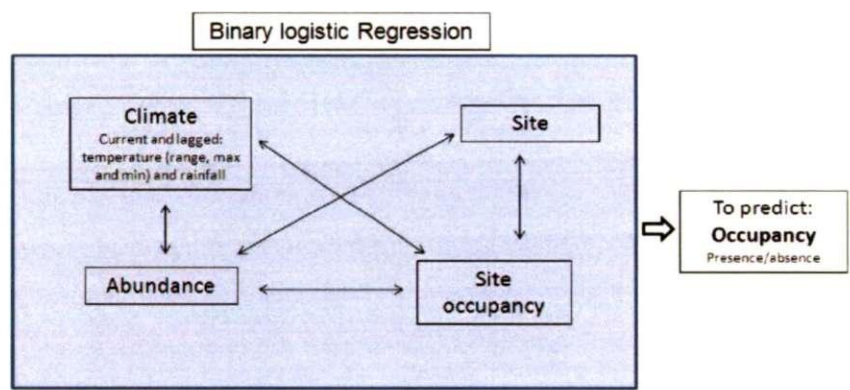 Binary logistic Regression
Climate
Current and lagged:
temperature (range, max
and min) and rainfall
Site
Abundance
Site
occupancy
To predict:
Occupancy
Presence/absence